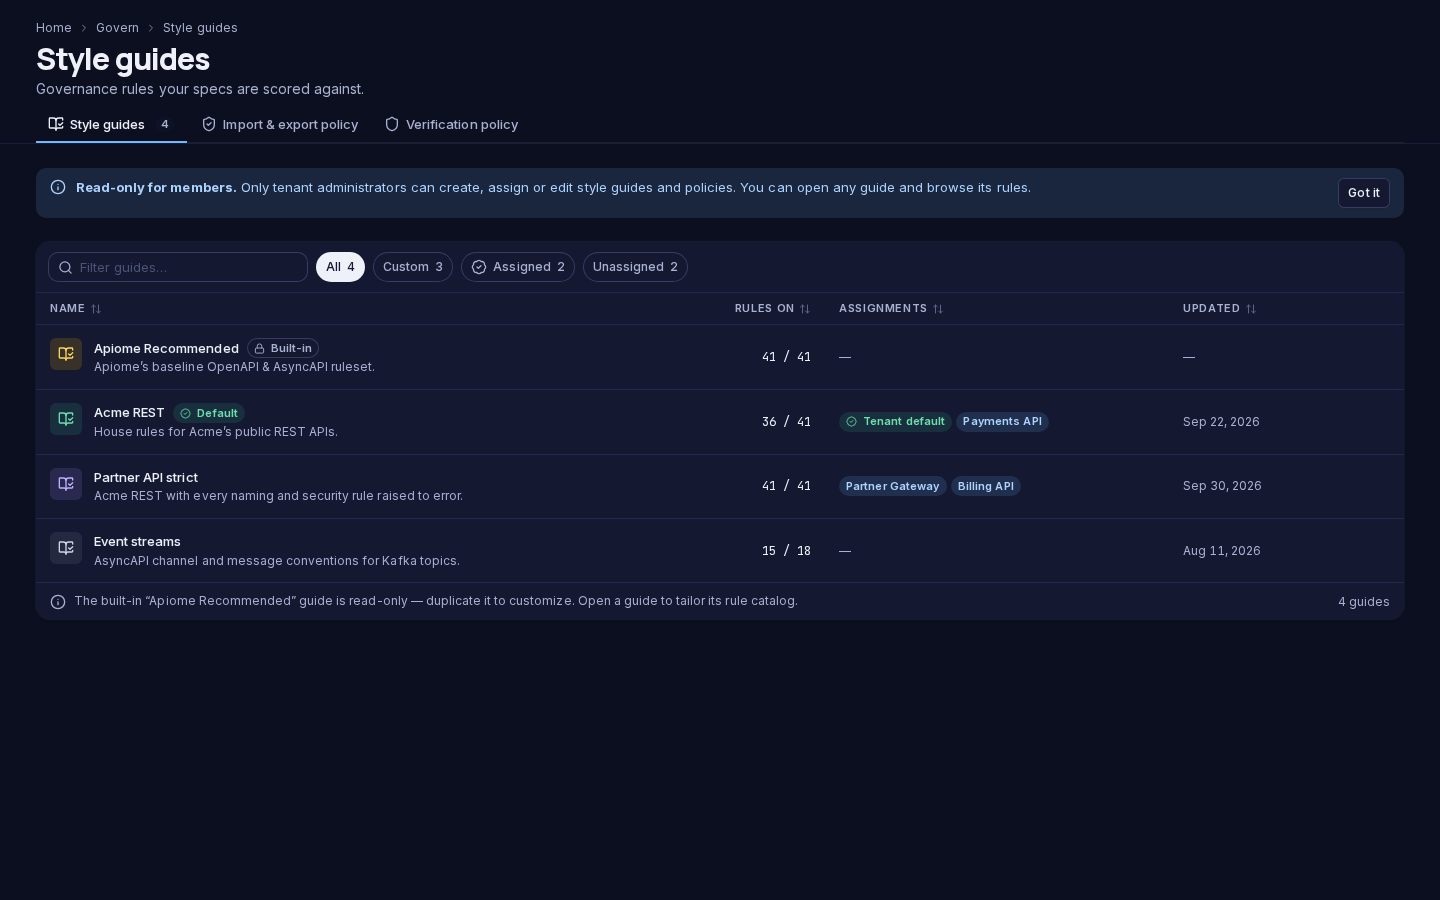 Home > Govern > Style guides
Style guides
Governance rules your specs are scored against.
Style guides 4 Import & export policy Verification policy
Read-only for members. Only tenant administrators can create, assign or edit style guides and policies. You can open any guide and browse its rules. Got it
Filter guides… All 4 Custom 3 Assigned 2 Unassigned 2
NAME RULES ON ASSIGNMENTS UPDATED
Apiome Recommended Built-in
Apiome’s baseline OpenAPI & AsyncAPI ruleset.
41 / 41 — —
Acme REST Default
House rules for Acme’s public REST APIs.
36 / 41 Tenant default Payments API Sep 22, 2026
Partner API strict
Acme REST with every naming and security rule raised to error.
41 / 41 Partner Gateway Billing API Sep 30, 2026
Event streams
AsyncAPI channel and message conventions for Kafka topics.
15 / 18 — Aug 11, 2026
The built-in “Apiome Recommended” guide is read-only — duplicate it to customize. Open a guide to tailor its rule catalog. 4 guides